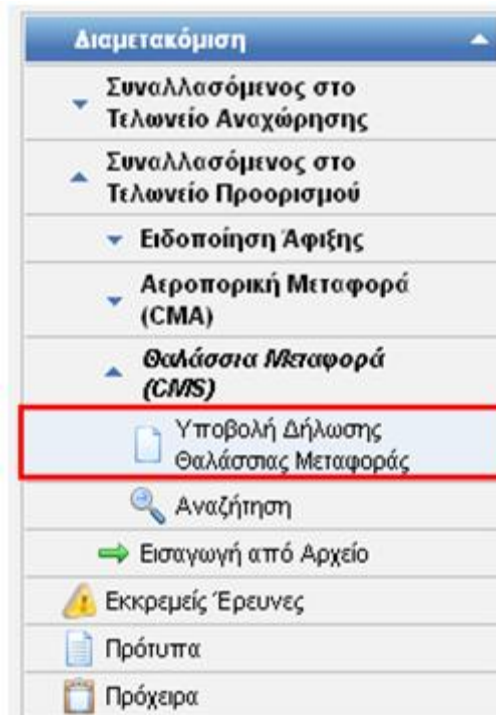 Διαμετακόμιση
Συναλλασόμενος στο
Τελωνείο Αναχώρησης
Συναλλασόμενος στο
Τελωνείο Προορισμού
Ειδοποίηση Άφιξης
Αεροπορική Μεταφορά
(CMA)
Θαλάσσια Μεταφορά
(CMS)
Υποβολή Δήλωσης
Θαλάσσιας Μεταφοράς
Αναζήτηση
Εισαγωγή από Αρχείο
Εκκρεμείς Έρευνες
Πρότυπα
Πρόχειρα